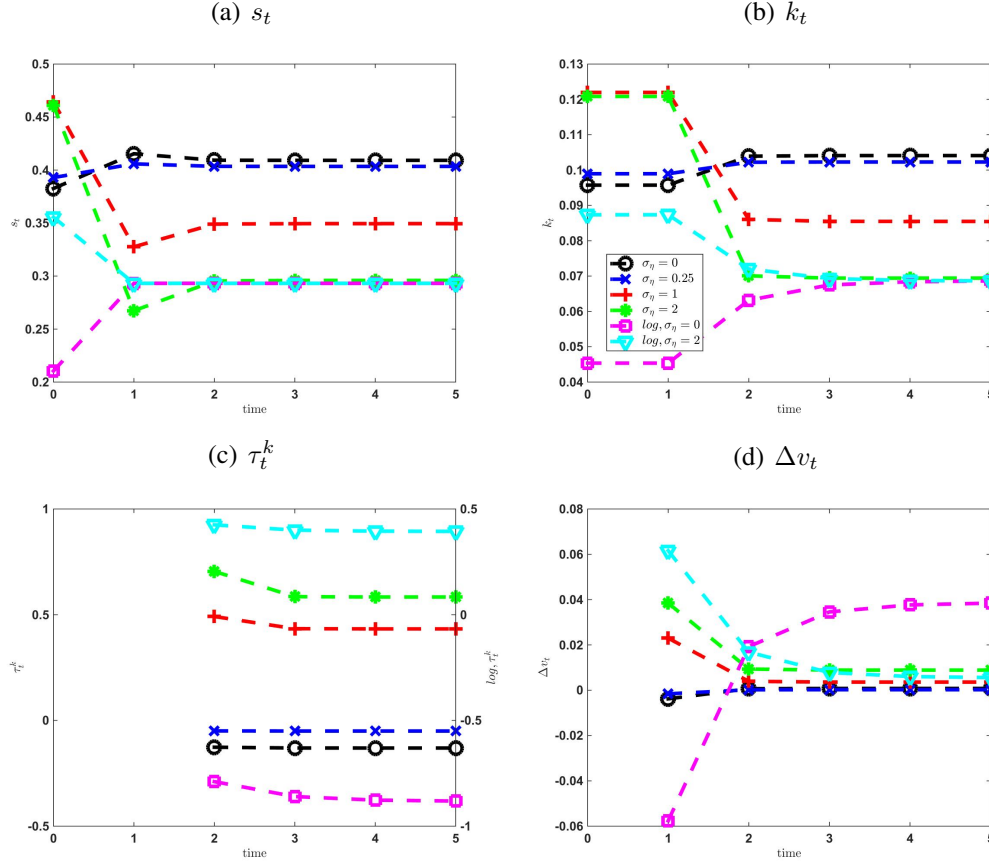 (a) s_t
(b) k_t
0.5
0.45
0.4
0.35
0.3
0.25
0.2
s_t
0 1 2 3 4 5
time
0.13
0.12
0.11
0.1
0.09
0.08
0.07
0.06
0.05
0.04
k_t
σ_η = 0
σ_η = 0.25
σ_η = 1
σ_η = 2
log, σ_η = 0
log, σ_η = 2
0 1 2 3 4 5
time
(c) τ_t^k
(d) Δv_t
1
0.5
0
-0.5
τ_t^k
0.5
0
-0.5
-1
log, τ_t^k
0 1 2 3 4 5
time
0.08
0.06
0.04
0.02
0
-0.02
-0.04
-0.06
Δv_t
0 1 2 3 4 5
time